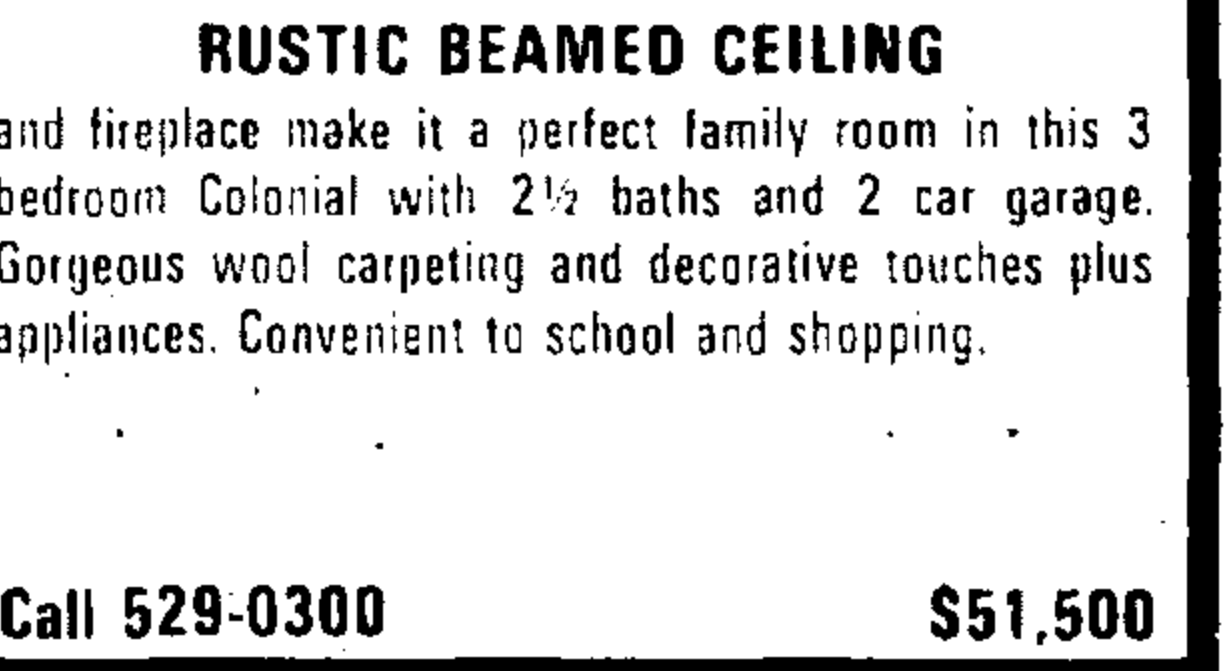 RUSTIC BEAMED CEILING
and fireplace make it a perfect family room in this 3
bedroom Colonial with 2½ baths and 2 car garage.
Gorgeous wool carpeting and decorative touches plus
appliances. Convenient to school and shopping.
Call 529-0300 $51,500